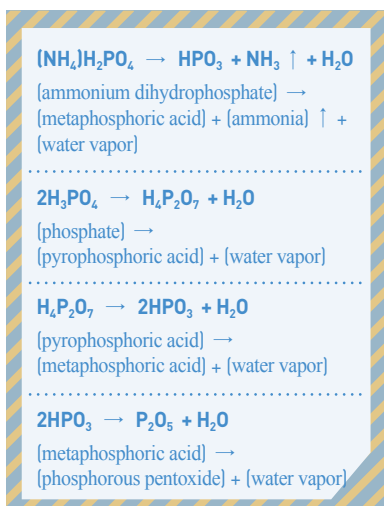 (NH₄)H₂PO₄ → HPO₃ + NH₃ ↑ + H₂O
(ammonium dihydrophosphate) →
(metaphosphoric acid) + (ammonia) ↑ +
(water vapor)
2H₃PO₄ → H₄P₂O₇ + H₂O
(phosphate) →
(pyrophosphoric acid) + (water vapor)
H₄P₂O₇ → 2HPO₃ + H₂O
(pyrophosphoric acid) →
(metaphosphoric acid) + (water vapor)
2HPO₃ → P₂O₅ + H₂O
(metaphosphoric acid) →
(phosphorous pentoxide) + (water vapor)